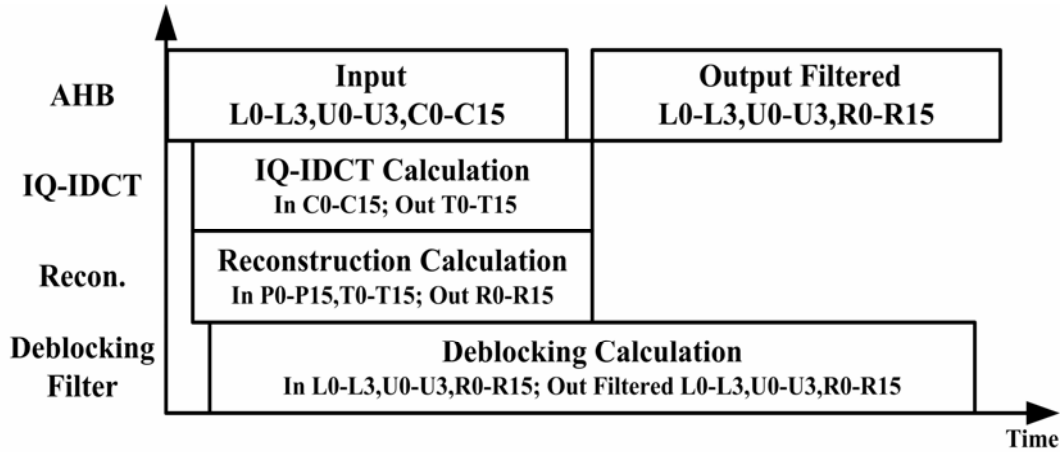 AHB
Input
L0-L3,U0-U3,C0-C15
Output Filtered
L0-L3,U0-U3,R0-R15
IQ-IDCT
IQ-IDCT Calculation
In C0-C15; Out T0-T15
Recon.
Reconstruction Calculation
In P0-P15,T0-T15; Out R0-R15
Deblocking
Filter
Deblocking Calculation
In L0-L3,U0-U3,R0-R15; Out Filtered L0-L3,U0-U3,R0-R15
Time